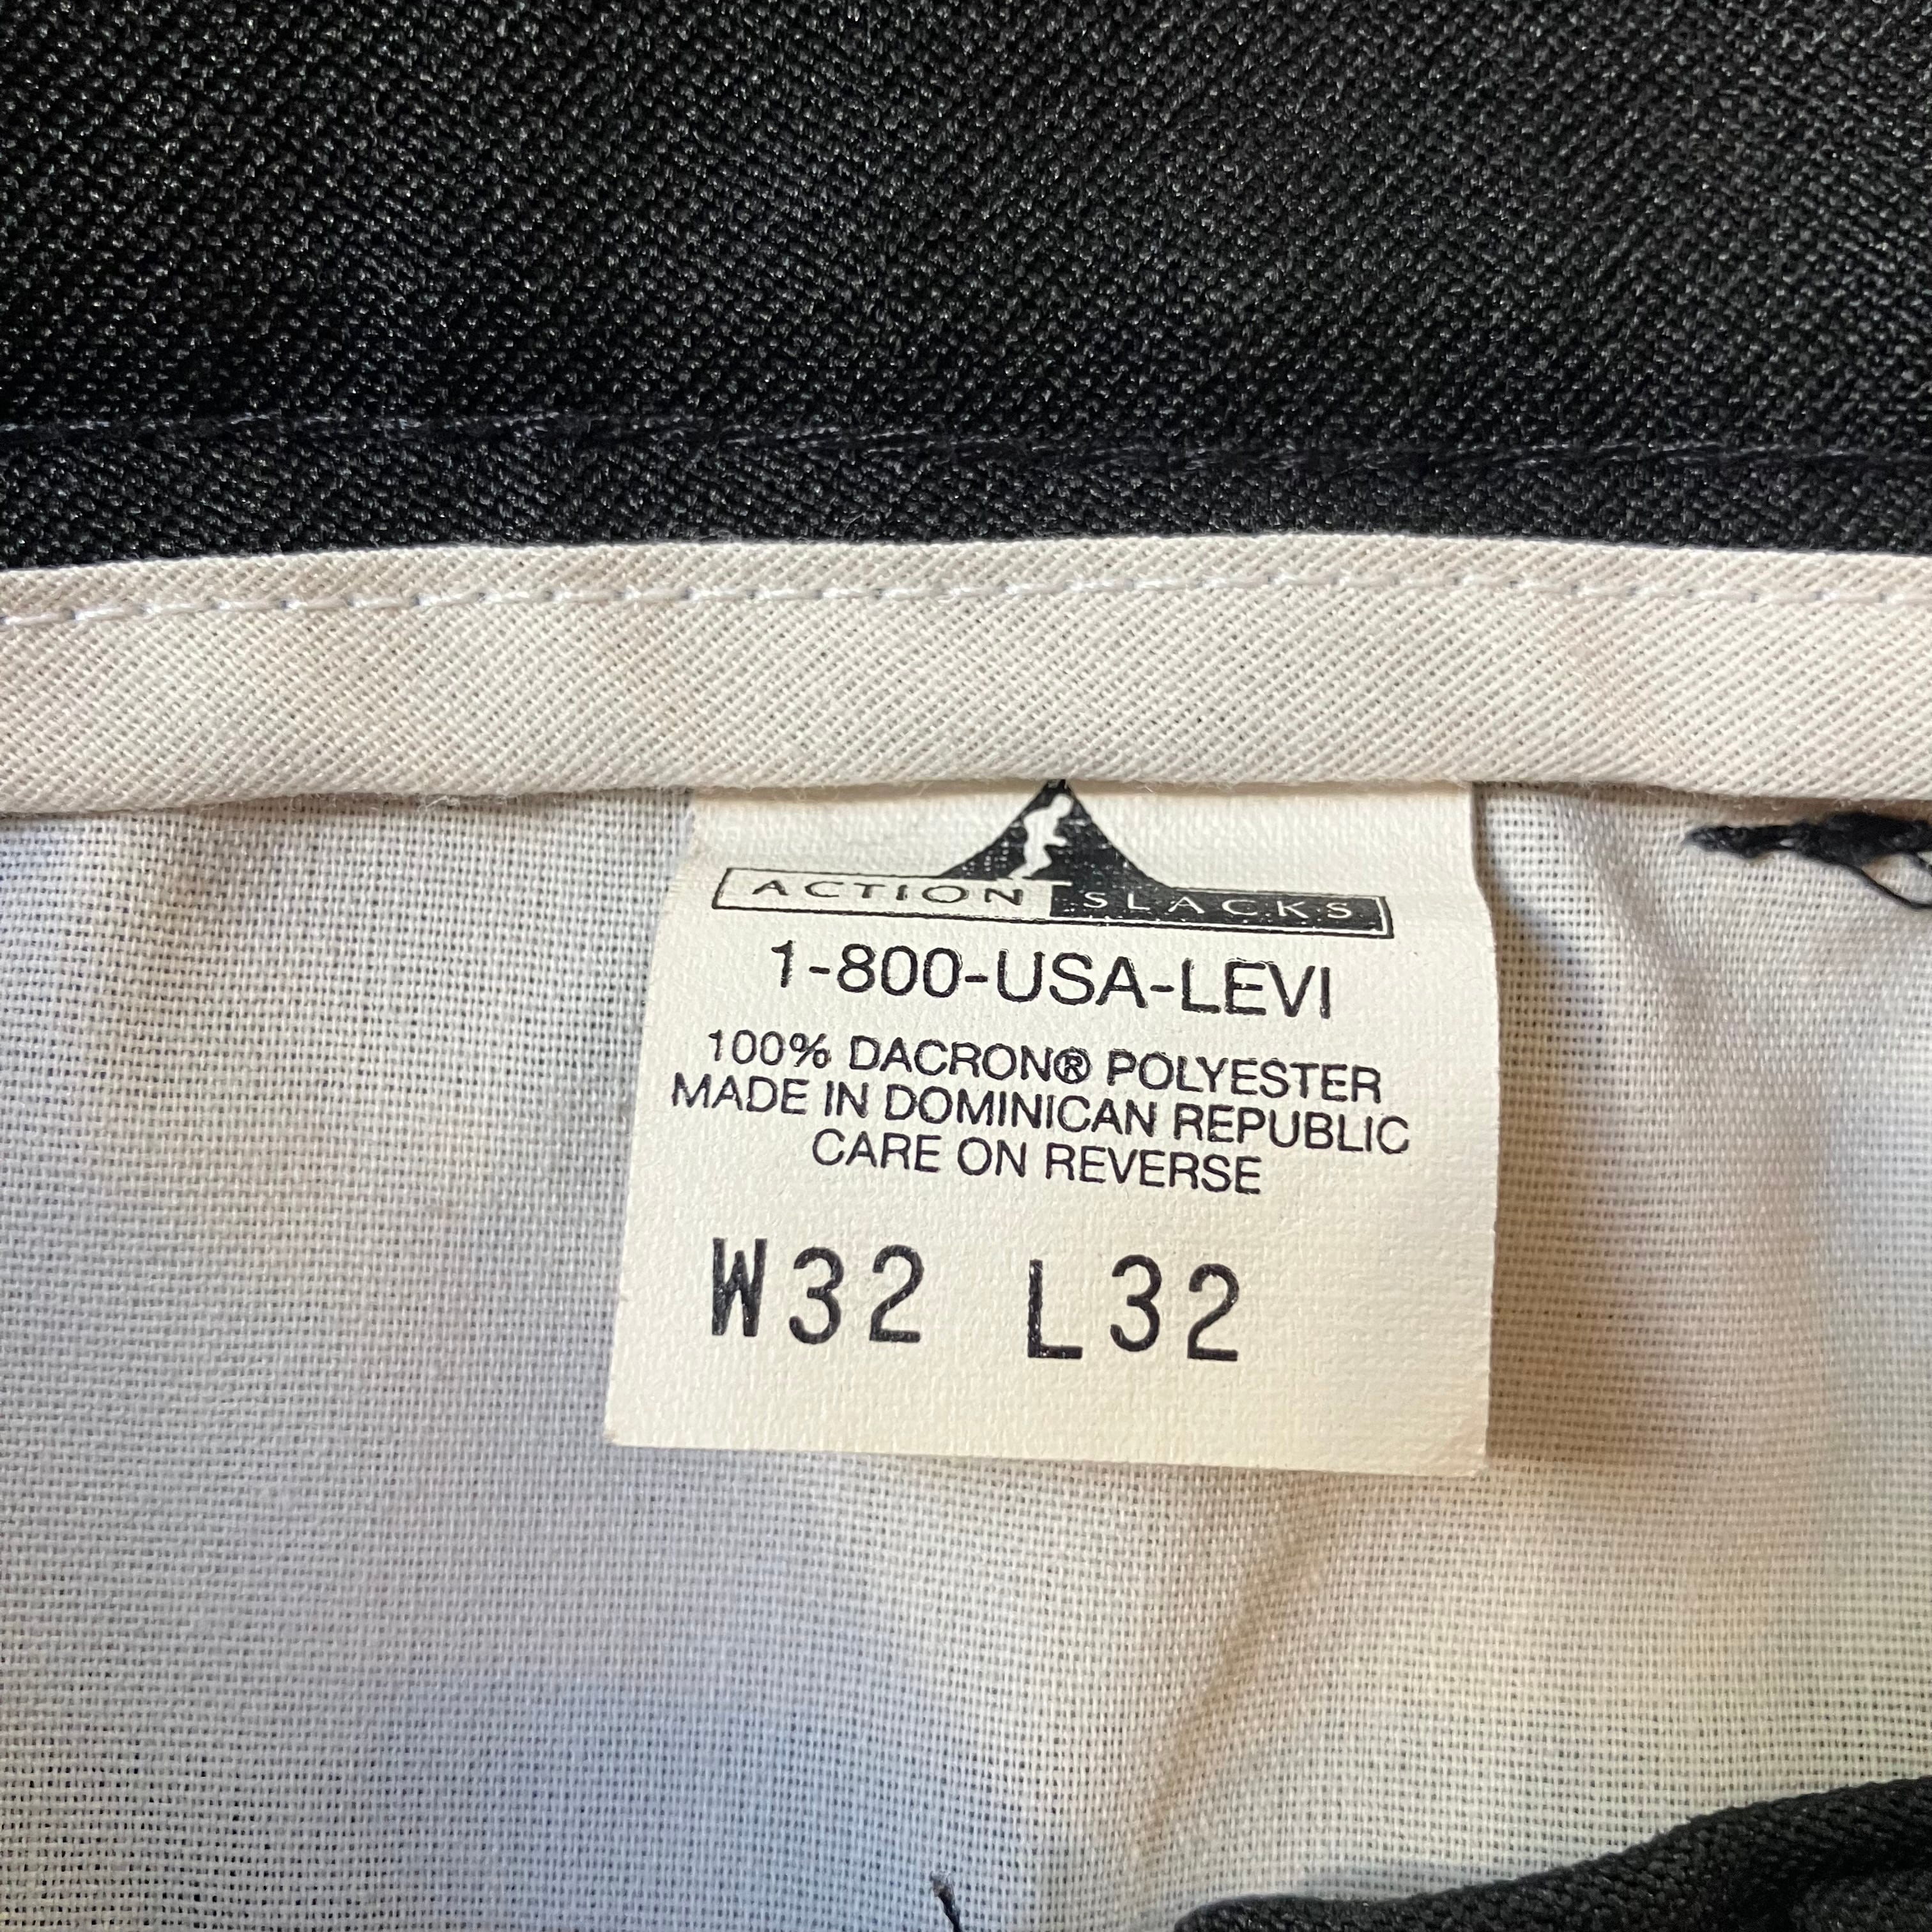 ACTION SLACKS
1-800-USA-LEVI
100% DACRON® POLYESTER
MADE IN DOMINICAN REPUBLIC
CARE ON REVERSE
W32 L32